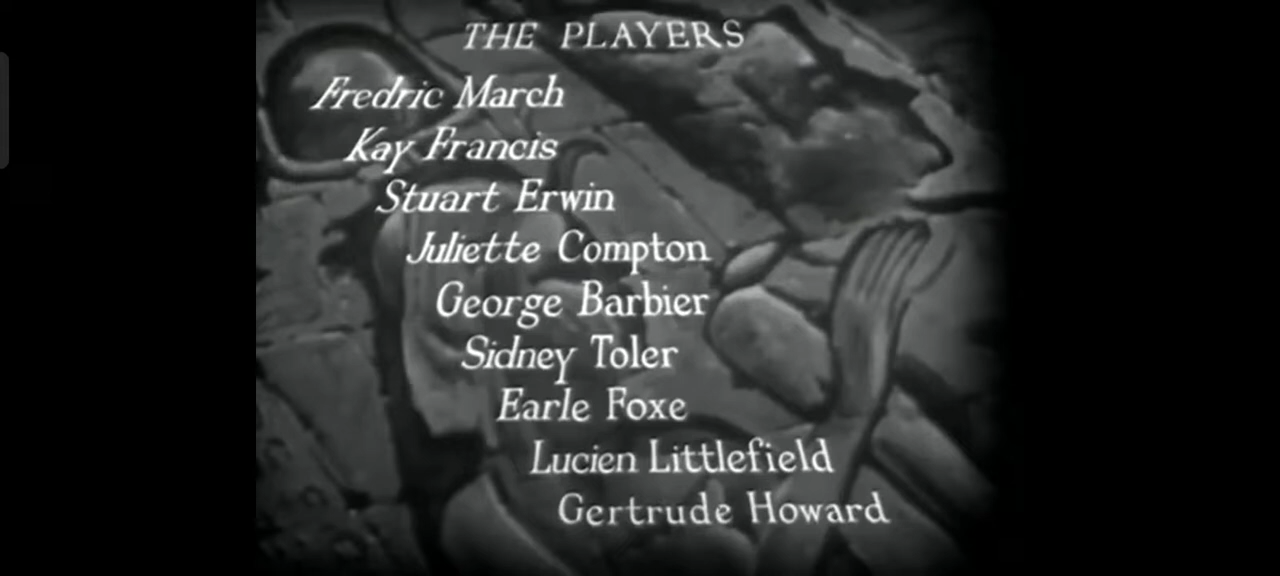 THE PLAYERS
Fredric March
Kay Francis
Stuart Erwin
Juliette Compton
George Barbier
Sidney Toler
Earle Foxe
Lucien Littlefield
Gertrude Howard